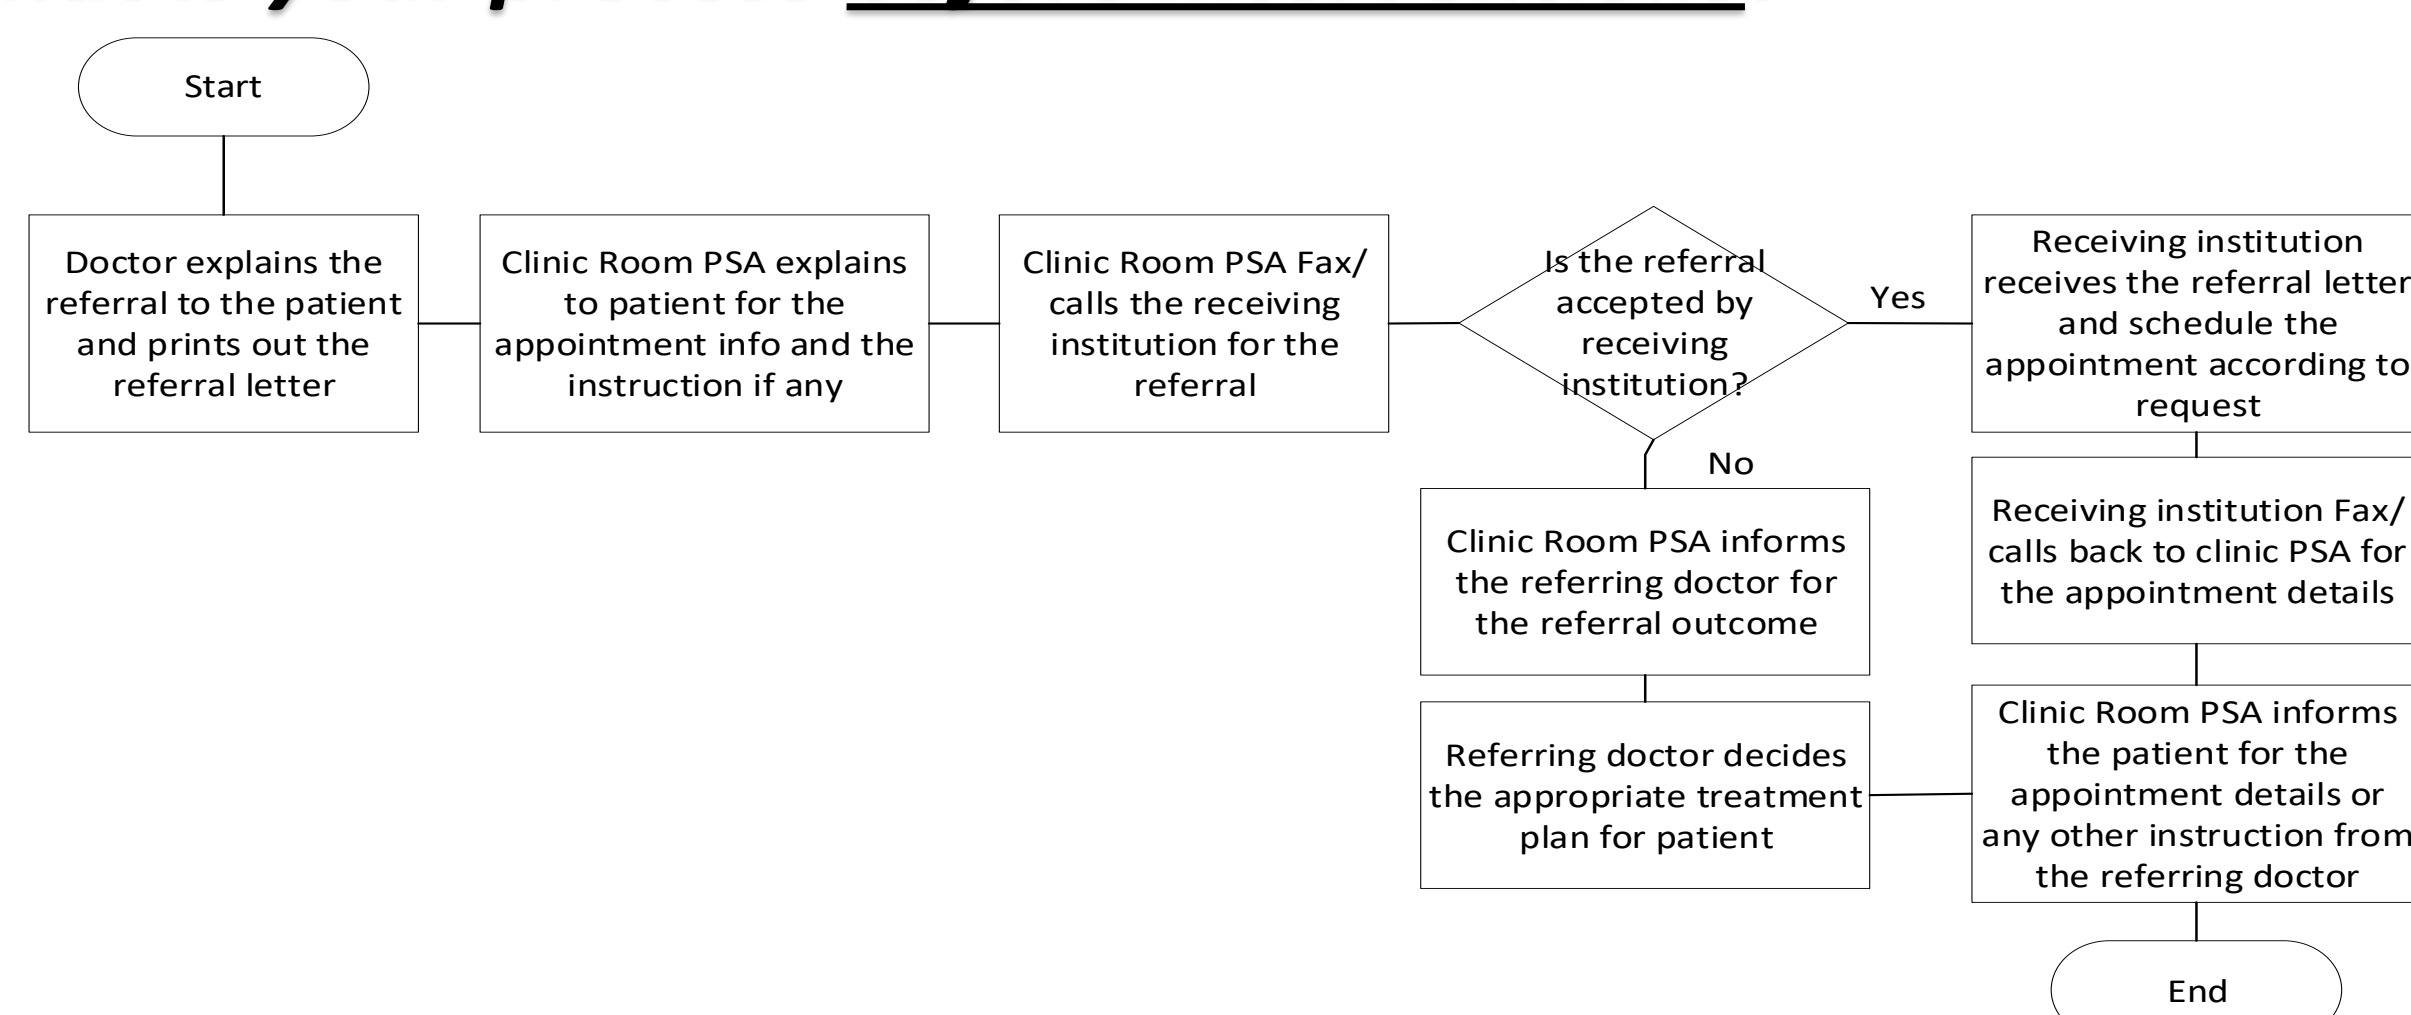 Start
Doctor explains the
referral to the patient
and prints out the
referral letter
Clinic Room PSA explains
to patient for the
appointment info and the
instruction if any
Clinic Room PSA Fax/
calls the receiving
institution for the
referral
Is the referral
accepted by
receiving
institution?
Yes
Receiving institution
receives the referral letter
and schedule the
appointment according to
request
No
Clinic Room PSA informs
the referring doctor for
the referral outcome
Receiving institution Fax/
calls back to clinic PSA for
the appointment details
Referring doctor decides
the appropriate treatment
plan for patient
Clinic Room PSA informs
the patient for the
appointment details or
any other instruction from
the referring doctor
End